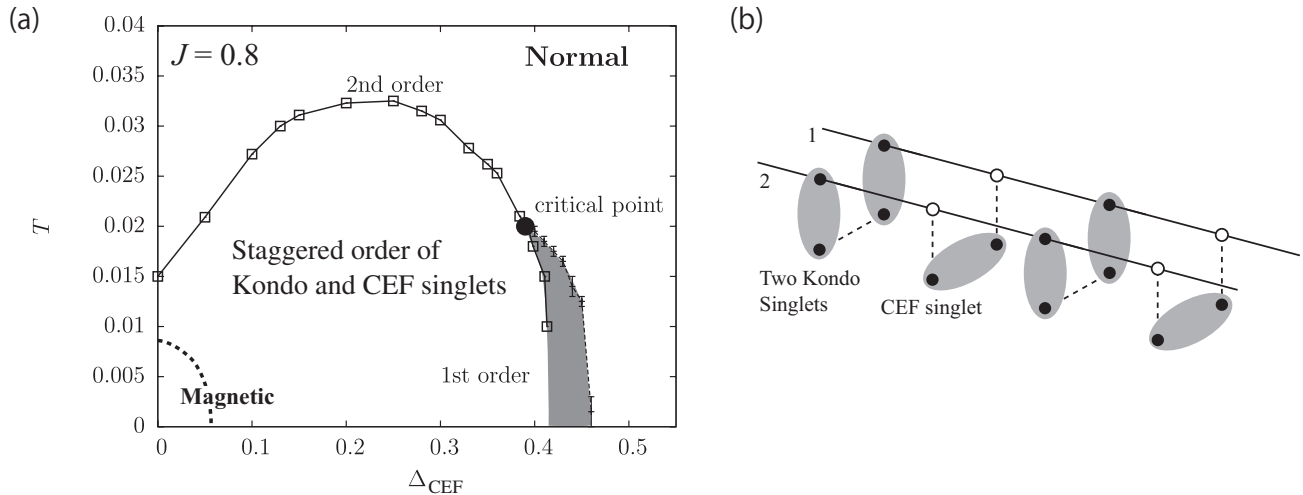 (a)
0.04
0.035
0.03
0.025
0.02
0.015
0.01
0.005
0
T
J = 0.8
Normal
2nd order
critical point
Staggered order of
Kondo and CEF singlets
1st order
Magnetic
0 0.1 0.2 0.3 0.4 0.5
ΔCEF
(b)
1
2
Two Kondo
Singlets
CEF singlet